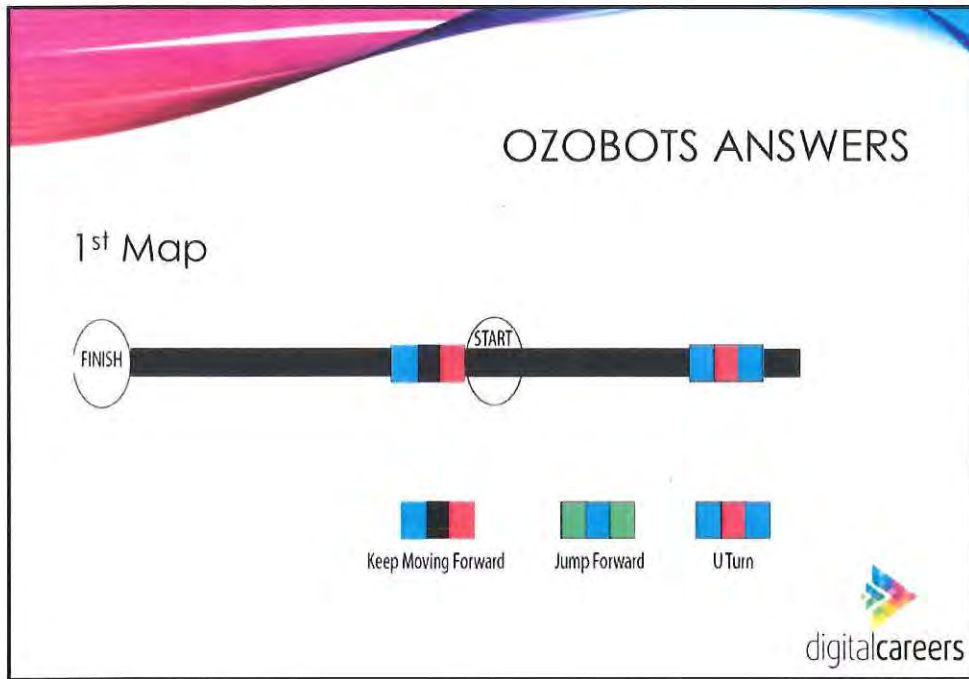 OZOBOTS ANSWERS
1st Map
FINISH
START
Keep Moving Forward
Jump Forward
U Turn
digitalcareers